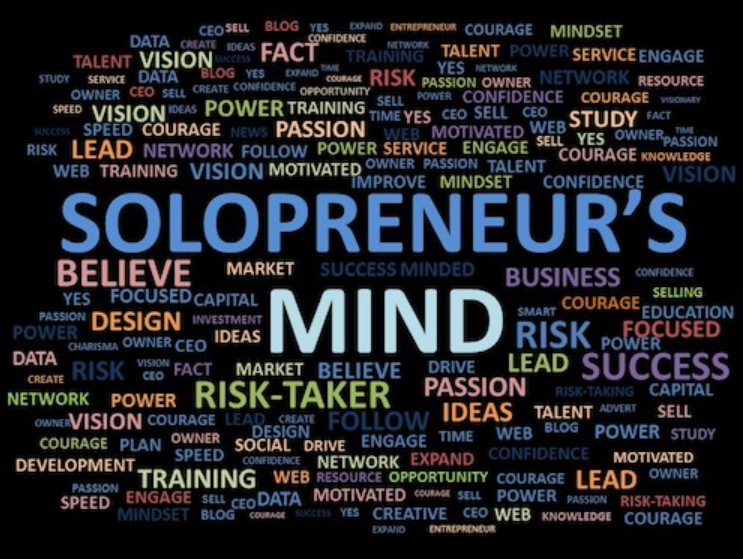 CEO SELL BLOG YES EXPAND ENTREPRENEUR COURAGE MINDSET
DATA CREATE IDEAS FACT CONFIDENCE NETWORK TALENT POWER SERVICE ENGAGE
TALENT VISION SUCCESS TRAINING YES NETWORK
STUDY SERVICE DATA BLOG YES EXPAND TIME COURAGE RISK PASSION OWNER NETWORK RESOURCE
OWNER CEO SELL CREATE CONFIDENCE OPPORTUNITY SELL POWER CONFIDENCE COURAGE VISIONARY
SPEED VISION IDEAS POWER TRAINING TIME YES CEO SELL CEO STUDY FACT
SUCCESS SPEED COURAGE NEWS PASSION WEB MOTIVATED WEB SELL YES OWNER TIME PASSION
RISK LEAD NETWORK FOLLOW POWER SERVICE ENGAGE COURAGE KNOWLEDGE
WEB TRAINING VISION MOTIVATED OWNER PASSION TALENT VISION
IMPROVE MINDSET CONFIDENCE
SOLOPRENEUR’S
BELIEVE MARKET SUCCESS MINDED BUSINESS CONFIDENCE
YES FOCUSED CAPITAL MIND COURAGE SELLING
PASSION DESIGN INVESTMENT SMART EDUCATION
POWER IDEAS RISK FOCUSED
CHARISMA OWNER CEO POWER
DATA RISK VISION CEO FACT MARKET BELIEVE DRIVE LEAD SUCCESS
CREATE RISK-TAKER PASSION RISK-TAKING CAPITAL
NETWORK POWER IDEAS TALENT ADVERT SELL
OWNER VISION COURAGE LEAD CREATE FOLLOW BLOG
DESIGN ENGAGE TIME WEB POWER STUDY
COURAGE PLAN OWNER SOCIAL DRIVE
SPEED CONFIDENCE NETWORK EXPAND CONFIDENCE MOTIVATED
DEVELOPMENT TRAINING WEB RESOURCE OPPORTUNITY COURAGE LEAD OWNER
PASSION ENGAGE SELL CEO DATA MOTIVATED COURAGE SELL POWER PASSION RISK-TAKING
SPEED MINDSET BLOG COURAGE SUCCESS YES CREATIVE CEO WEB KNOWLEDGE COURAGE
EXPAND ENTREPRENEUR